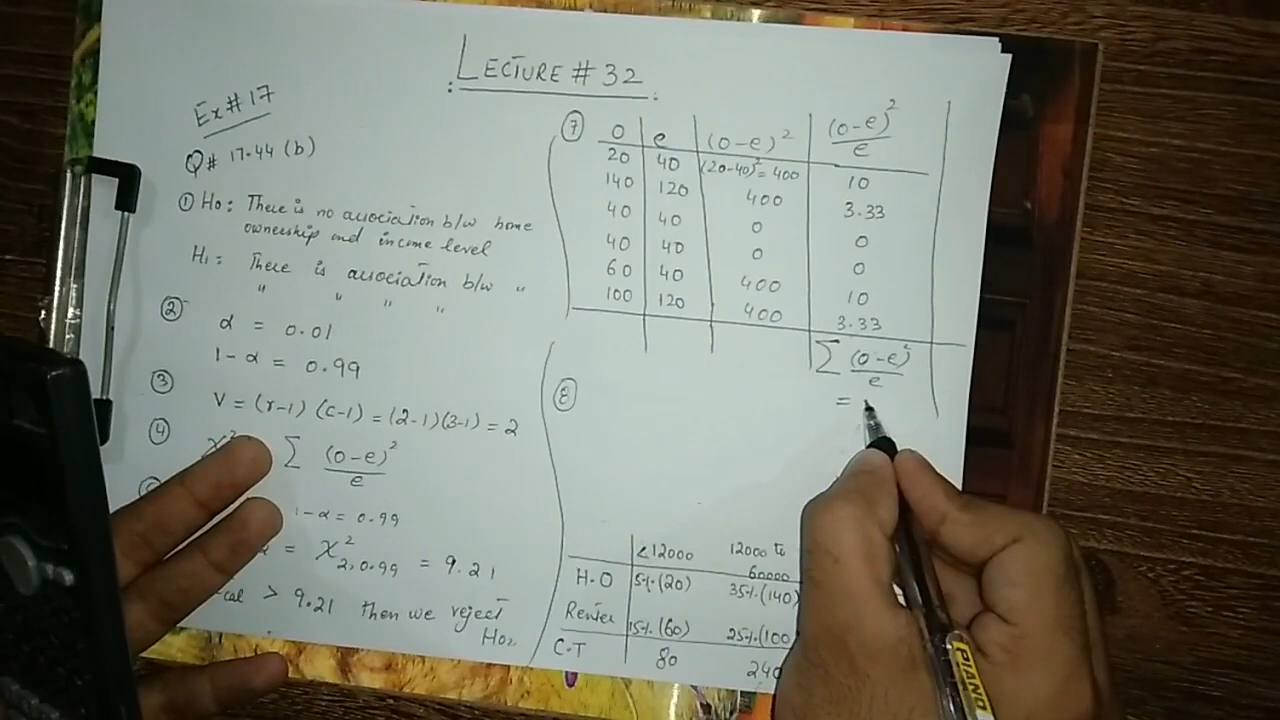 LECTURE # 32
Ex # 17
Q# 17.44 (b)
① H₀: There is no association b/w home
ownership and income level
H₁: There is association b/w "
" " " "
② α = 0.01
1-α = 0.99
③ V = (r-1) (c-1) = (2-1)(3-1) = 2
④ χ² Σ (o-e)²/e
1-α = 0.99
= χ²2,0.99 = 9.21
cal > 9.21 then we reject
H₀
⑦ O | e | (o-e)² | (o-e)²/e
20 | 40 | (20-40)² = 400 | 10
140 | 120 | 400 | 3.33
40 | 40 | 0 | 0
40 | 40 | 0 | 0
60 | 40 | 400 | 10
100 | 120 | 400 | 3.33
Σ (o-e)²/e
=
⑧
<12000 12000 to
60000
H.O 5%.(20) 35%.(140)
Renter 15%.(60) 25%.(100
C.T 80 240
PIANO